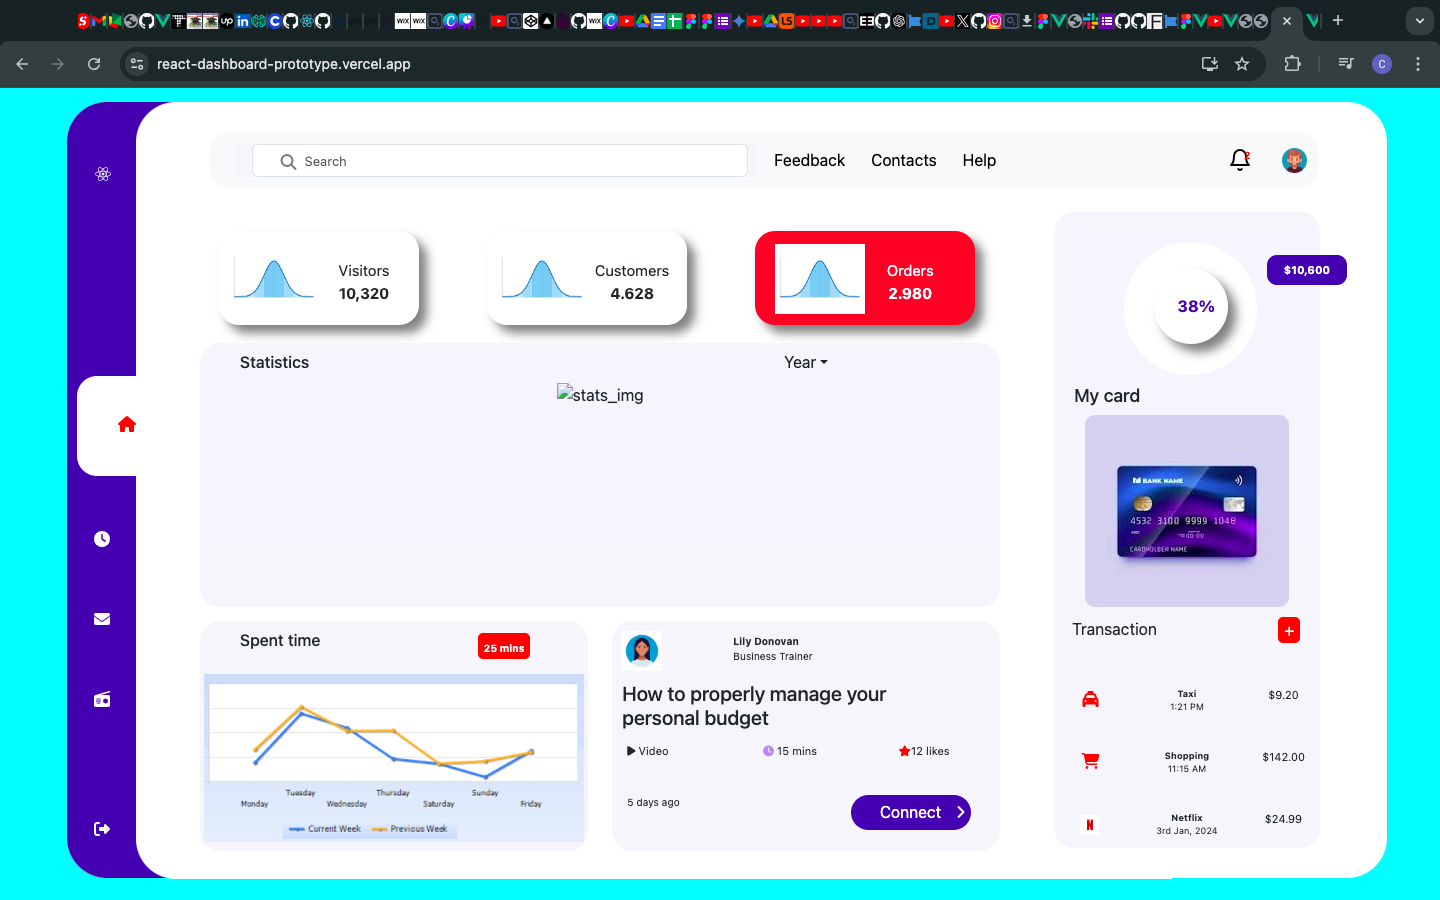 react-dashboard-prototype.vercel.app
C
Search
Feedback
Contacts
Help
2
Visitors
10,320
Customers
4.628
Orders
2.980
$10,600
38%
Statistics
Year
stats_img
My card
BANK NAME
4532 3100 9999 1048
CARDHOLDER NAME
Spent time
25 mins
Monday
Tuesday
Wednesday
Thursday
Saturday
Sunday
Friday
Current Week
Previous Week
Lily Donovan
Business Trainer
How to properly manage your
personal budget
Video
15 mins
12 likes
5 days ago
Connect
Transaction
+
Taxi
1:21 PM
$9.20
Shopping
11:15 AM
$142.00
N
Netflix
3rd Jan, 2024
$24.99